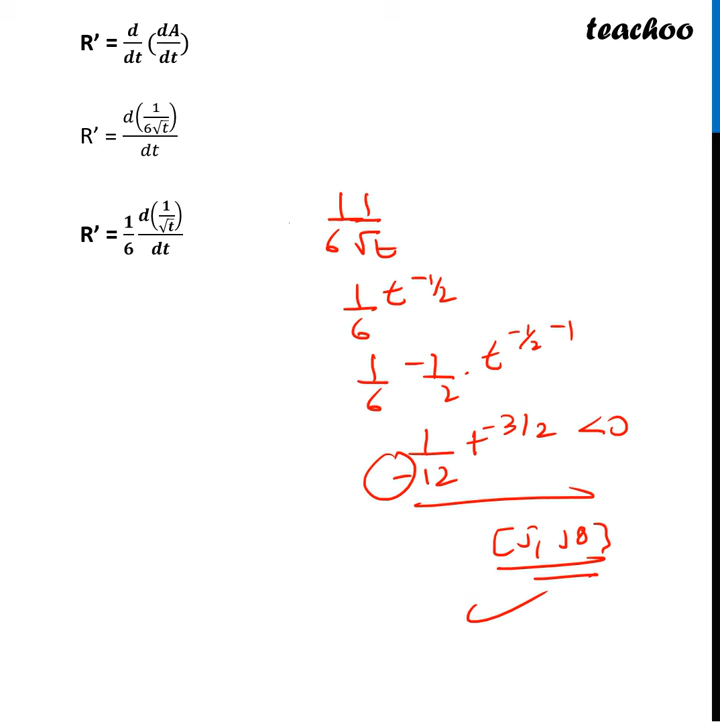 teachoo
R′ = d/dt (dA/dt)
R′ = d(1/(6√t))/dt
R′ = 1/6 d(1/√t)/dt
1/6 1/√t
1/6 t^(-1/2)
1/6 -1/2 · t^(-1/2 -1)
-1/12 t^(-3/2) <0
[5, 18]